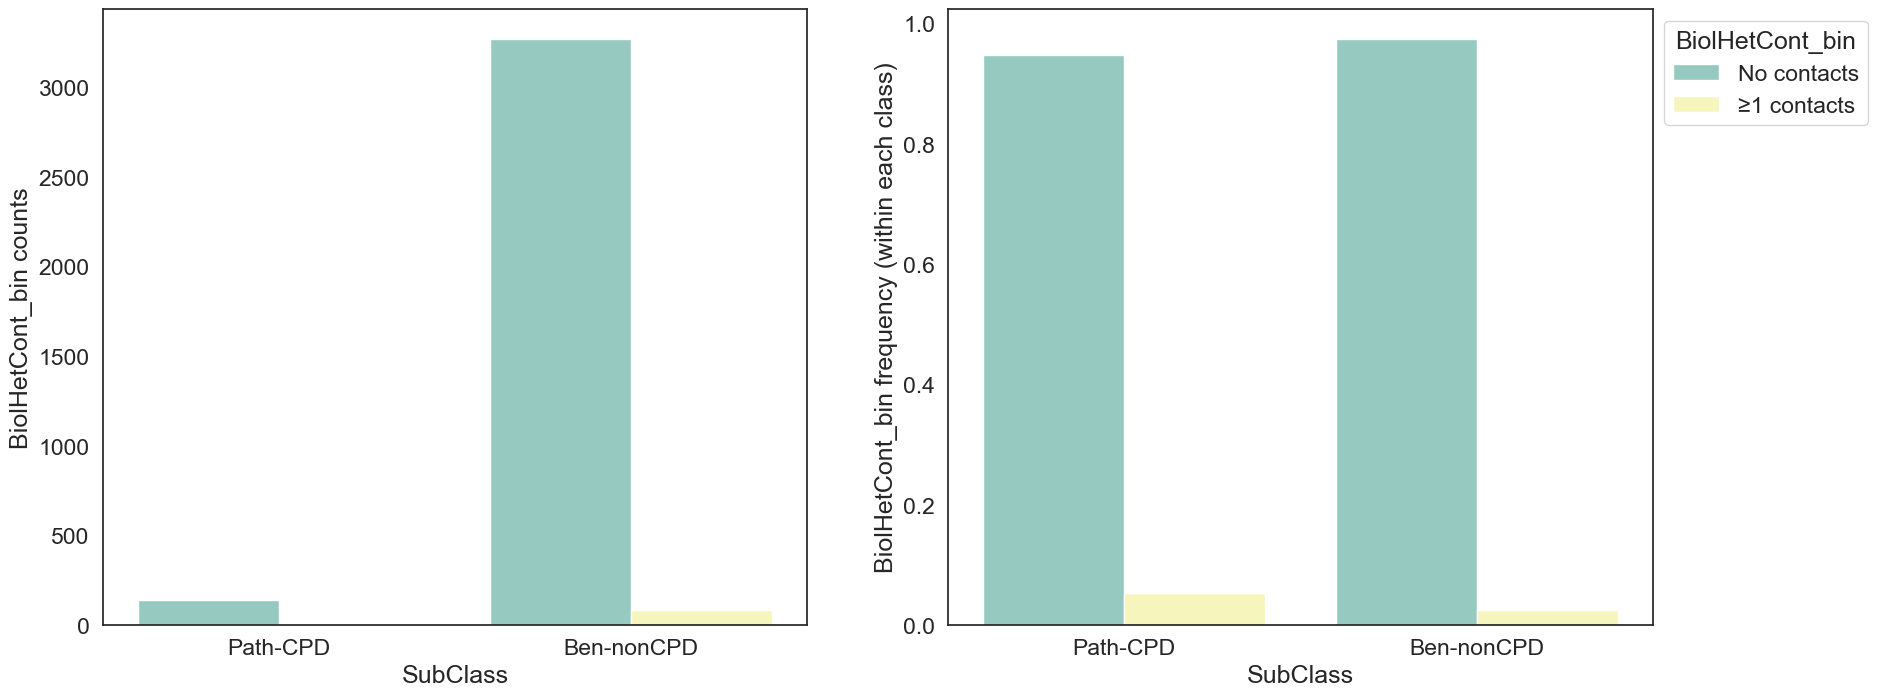 BiolHetCont_bin counts
3000
2500
2000
1500
1000
500
0
Path-CPD
Ben-nonCPD
SubClass
BiolHetCont_bin frequency (within each class)
1.0
0.8
0.6
0.4
0.2
0.0
Path-CPD
Ben-nonCPD
SubClass
BiolHetCont_bin
No contacts
≥1 contacts